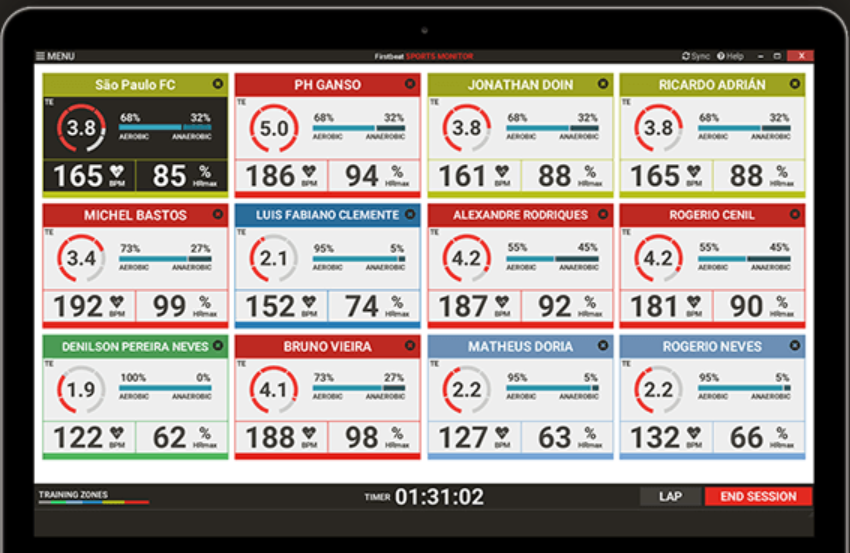 MENU
Firstbeat SPORTS MONITOR
Sync Help
São Paulo FC
TE
3.8
68% 32%
AEROBIC ANAEROBIC
165 BPM 85 % HRmax
PH GANSO
TE
5.0
68% 32%
AEROBIC ANAEROBIC
186 BPM 94 % HRmax
JONATHAN DOIN
TE
3.8
68% 32%
AEROBIC ANAEROBIC
161 BPM 88 % HRmax
RICARDO ADRIÁN
TE
3.8
68% 32%
AEROBIC ANAEROBIC
165 BPM 88 % HRmax
MICHEL BASTOS
TE
3.4
73% 27%
AEROBIC ANAEROBIC
192 BPM 99 % HRmax
LUIS FABIANO CLEMENTE
TE
2.1
95% 5%
AEROBIC ANAEROBIC
152 BPM 74 % HRmax
ALEXANDRE RODRIQUES
TE
4.2
55% 45%
AEROBIC ANAEROBIC
187 BPM 92 % HRmax
ROGERIO CENIL
TE
4.2
55% 45%
AEROBIC ANAEROBIC
181 BPM 90 % HRmax
DENILSON PEREIRA NEVES
TE
1.9
100% 0%
AEROBIC ANAEROBIC
122 BPM 62 % HRmax
BRUNO VIEIRA
TE
4.1
73% 27%
AEROBIC ANAEROBIC
188 BPM 98 % HRmax
MATHEUS DORIA
TE
2.2
95% 5%
AEROBIC ANAEROBIC
127 BPM 63 % HRmax
ROGERIO NEVES
TE
2.2
95% 5%
AEROBIC ANAEROBIC
132 BPM 66 % HRmax
TRAINING ZONES
TIMER 01:31:02
LAP
END SESSION